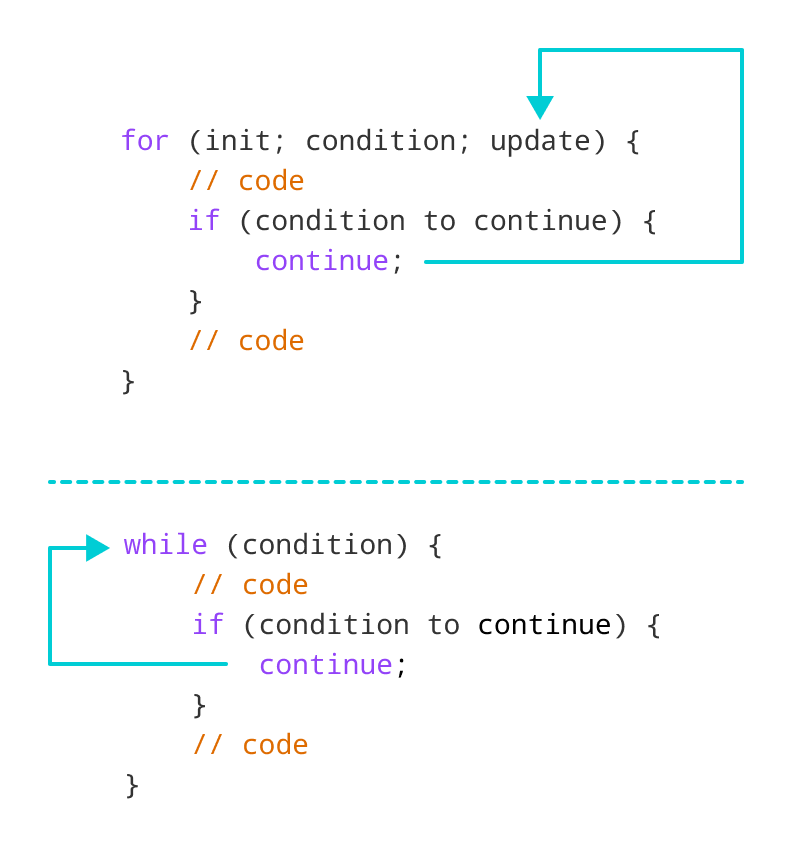 for (init; condition; update) {
// code
if (condition to continue) {
continue;
}
// code
}
while (condition) {
// code
if (condition to continue) {
continue;
}
// code
}